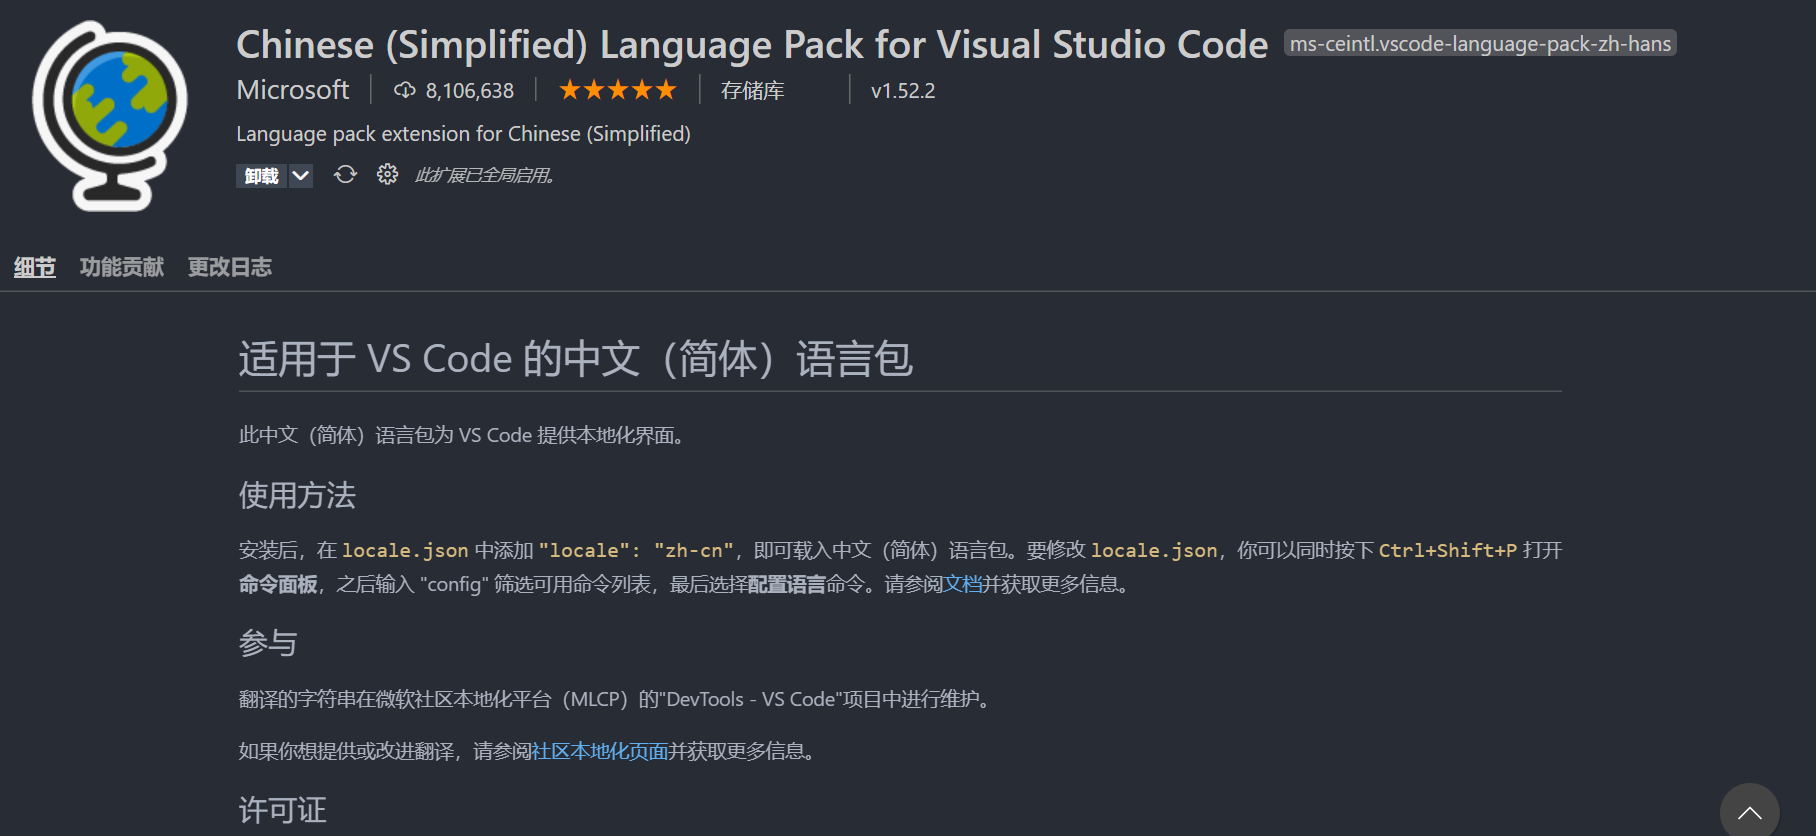 Chinese (Simplified) Language Pack for Visual Studio Code ms-ceintl.vscode-language-pack-zh-hans
Microsoft 8,106,638 ★★★★★ 存储库 v1.52.2
Language pack extension for Chinese (Simplified)
卸载 此扩展已全局启用。
细节 功能贡献 更改日志
适用于 VS Code 的中文（简体）语言包
此中文（简体）语言包为 VS Code 提供本地化界面。
使用方法
安装后，在 locale.json 中添加 "locale": "zh-cn"，即可载入中文（简体）语言包。要修改 locale.json，你可以同时按下 Ctrl+Shift+P 打开
命令面板，之后输入 "config" 筛选可用命令列表，最后选择配置语言命令。请参阅文档并获取更多信息。
参与
翻译的字符串在微软社区本地化平台（MLCP）的"DevTools - VS Code"项目中进行维护。
如果你想提供或改进翻译，请参阅社区本地化页面并获取更多信息。
许可证